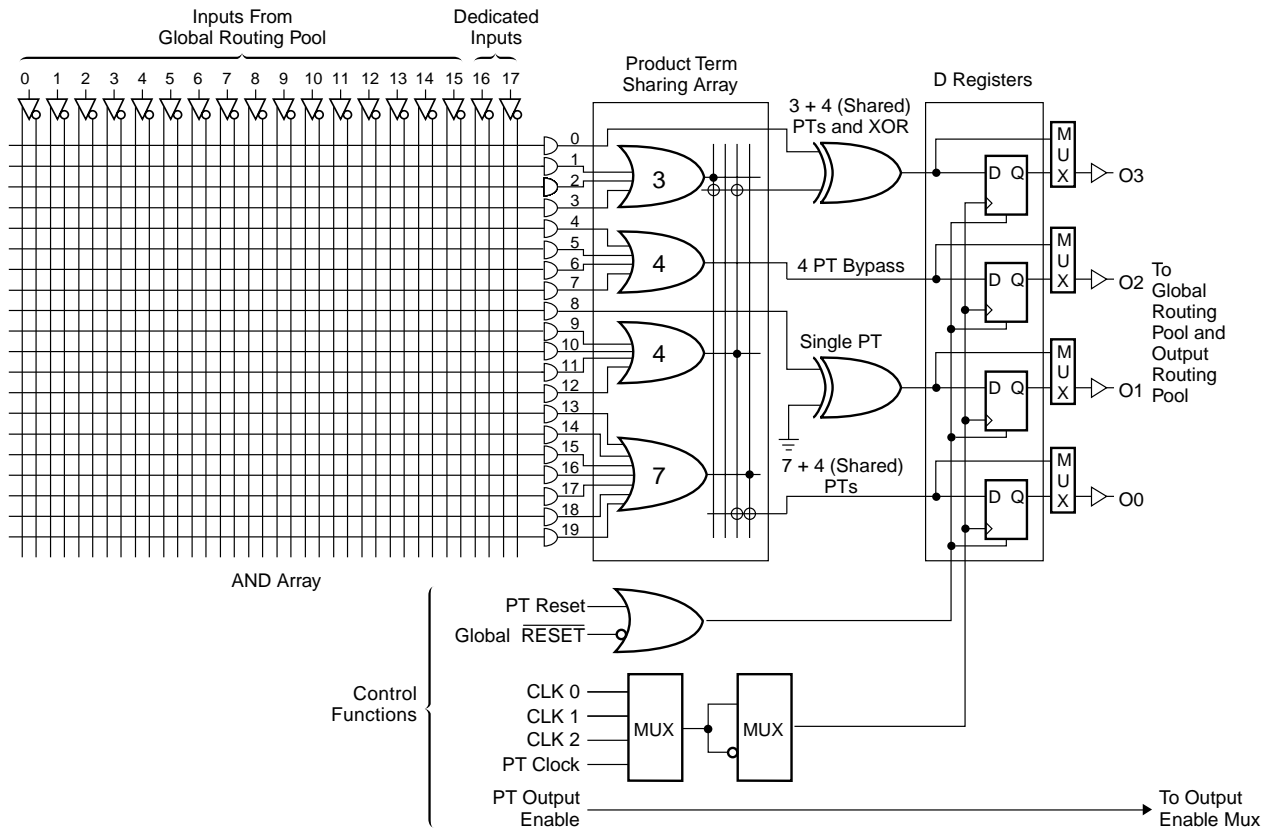 Inputs From
Global Routing Pool
Dedicated
Inputs
0 1 2 3 4 5 6 7 8 9 10 11 12 13 14 15 16 17
Product Term
Sharing Array
D Registers
3 + 4 (Shared)
PTs and XOR
0
1
2
3
4
5
6
7
8
9
10
11
12
13
14
15
16
17
18
19
3
4
4
7
4 PT Bypass
Single PT
7 + 4 (Shared)
PTs
D Q
MUX
O3
D Q
MUX
O2
D Q
MUX
O1
D Q
MUX
O0
To
Global
Routing
Pool and
Output
Routing
Pool
AND Array
Control
Functions
PT Reset
Global RESET
CLK 0
CLK 1
CLK 2
PT Clock
MUX
MUX
PT Output
Enable
To Output
Enable Mux